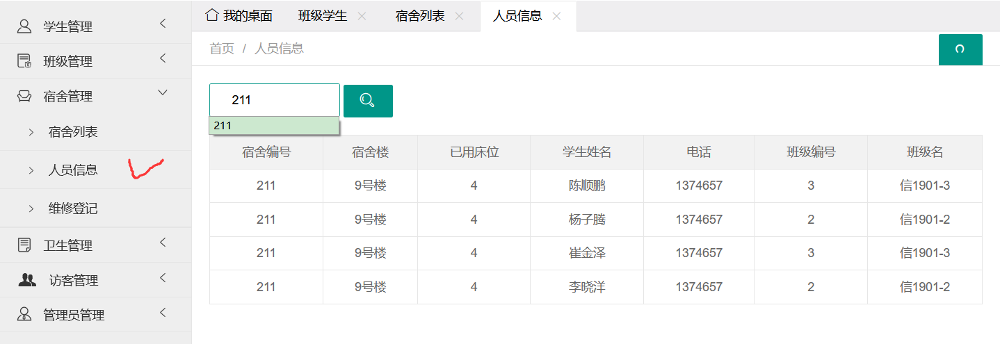 学生管理
班级管理
宿舍管理
宿舍列表
人员信息
维修登记
卫生管理
访客管理
管理员管理
我的桌面 班级学生 宿舍列表 人员信息
首页 / 人员信息
211
211
宿舍编号 宿舍楼 已用床位 学生姓名 电话 班级编号 班级名
211 9号楼 4 陈顺鹏 1374657 3 信1901-3
211 9号楼 4 杨子腾 1374657 2 信1901-2
211 9号楼 4 崔金泽 1374657 3 信1901-3
211 9号楼 4 李晓洋 1374657 2 信1901-2